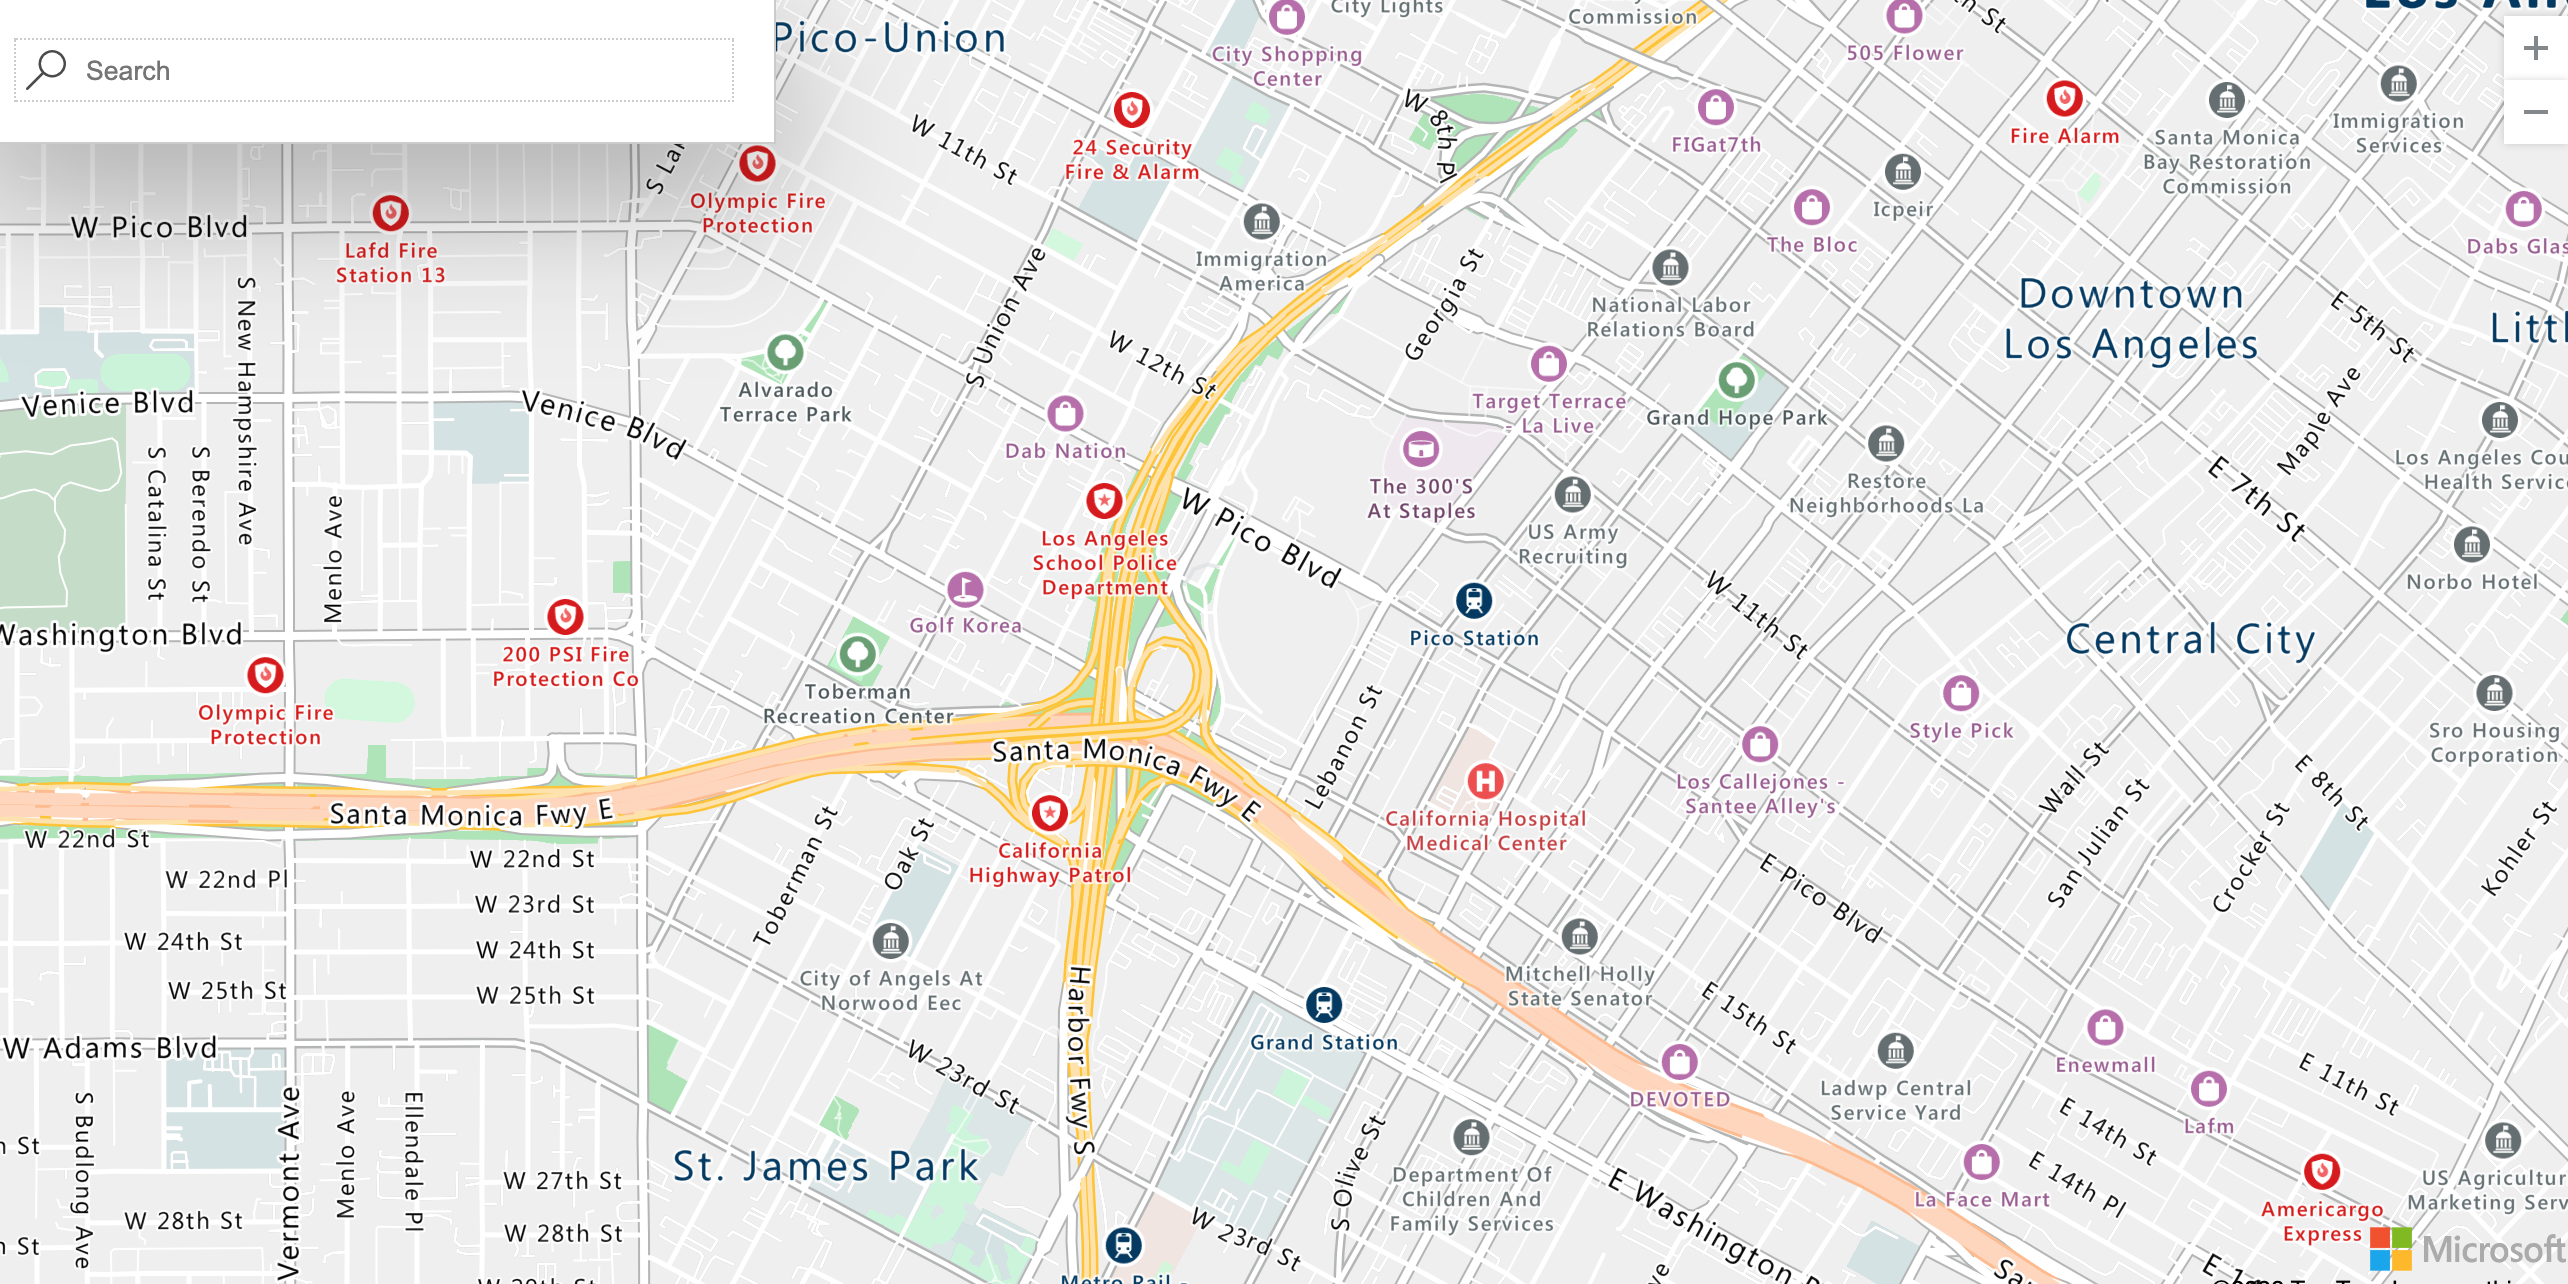 Search
Pico-Union
City Lights
City Shopping
Center
Commission
505 Flower
W 8th Pl
FIGat7th
Fire Alarm
Santa Monica
Bay Restoration
Commission
Immigration
Services
W 11th St
24 Security
Fire & Alarm
Olympic Fire
Protection
Icpeir
The Bloc
W Pico Blvd
Lafd Fire
Station 13
Immigration
America
Georgia St
National Labor
Relations Board
Downtown
Los Angeles
E 5th St
S New Hampshire Ave
S Union Ave
W 12th St
Alvarado
Terrace Park
Target Terrace
- La Live
Grand Hope Park
Maple Ave
Venice Blvd
Venice Blvd
Dab Nation
The 300'S
At Staples
Restore
Neighborhoods La
E 7th St
S Catalina St
S Berendo St
Menlo Ave
Los Angeles
School Police
Department
W Pico Blvd
US Army
Recruiting
Norbo Hotel
Washington Blvd
200 PSI Fire
Protection Co
Golf Korea
Pico Station
W 11th St
Central City
Olympic Fire
Protection
Toberman
Recreation Center
Style Pick
Sro Housing
Corporation
Santa Monica Fwy E
Santa Monica Fwy E
Lebanon St
California Hospital
Medical Center
Los Callejones -
Santee Alley's
Wall St
San Julian St
E 8th St
Crocker St
Kohler St
W 22nd St
W 22nd St
W 22nd Pl
W 23rd St
W 24th St
W 24th St
W 25th St
W 25th St
Toberman St
Oak St
California
Highway Patrol
E Pico Blvd
City of Angels At
Norwood Eec
Harbor Fwy S
Mitchell Holly
State Senator
E 15th St
Grand Station
W Adams Blvd
W 23rd St
DEVOTED
Ladwp Central
Service Yard
Enewmall
Lafm
E 11th St
E 14th St
E 14th Pl
S Budlong Ave
Vermont Ave
Menlo Ave
Ellendale Pl
St. James Park
S Olive St
Department Of
Children And
Family Services
La Face Mart
Americargo
Express
W 27th St
W 28th St
W 28th St
W 23rd St
E Washington
Metro Rail -
Microsoft